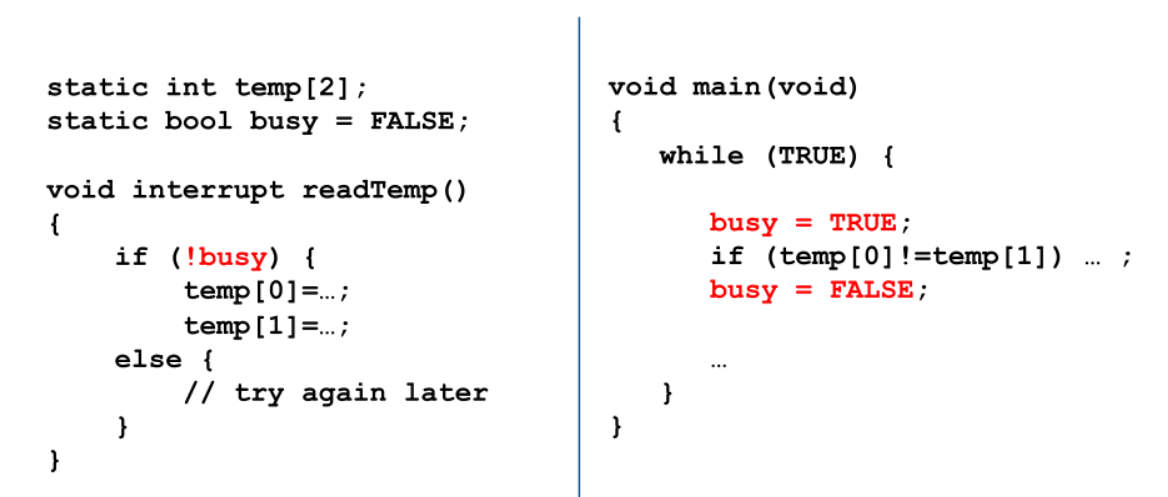 static int temp[2];
static bool busy = FALSE;
void interrupt readTemp()
{
if (!busy) {
temp[0]=…;
temp[1]=…;
else {
// try again later
}
}
void main(void)
{
while (TRUE) {
busy = TRUE;
if (temp[0]!=temp[1]) … ;
busy = FALSE;
…
}
}